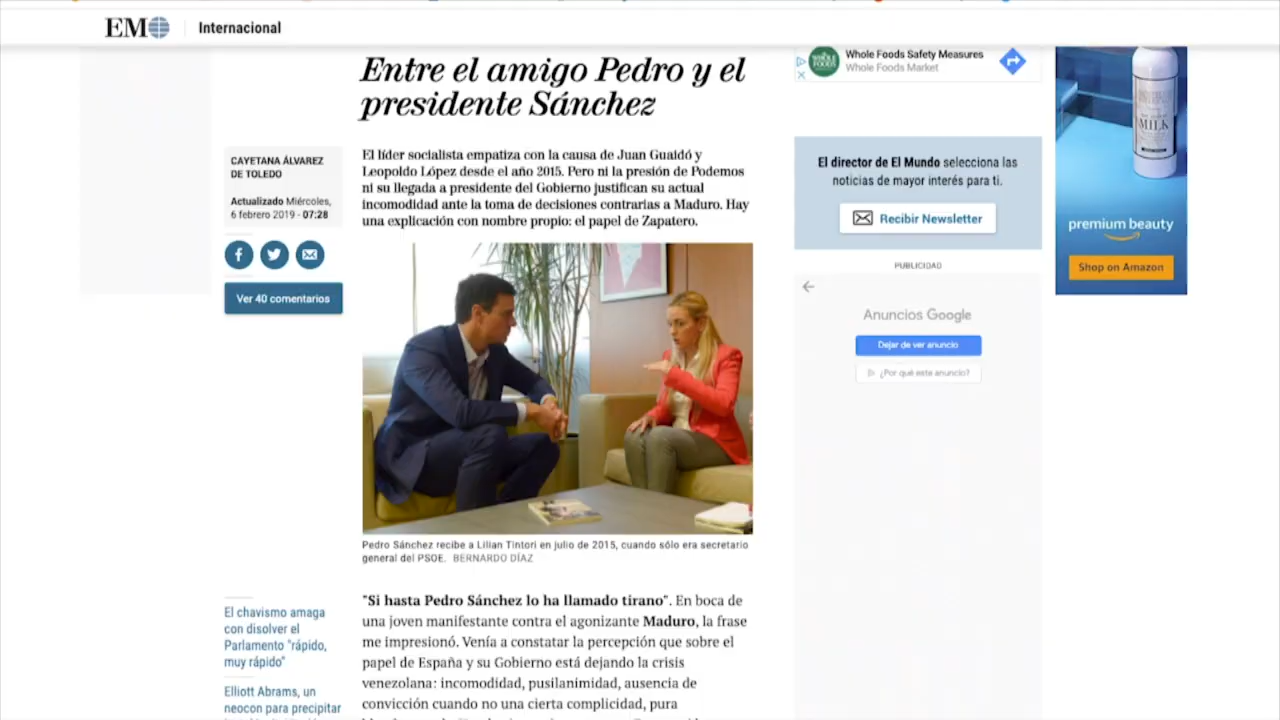 EM
Internacional
Entre el amigo Pedro y el
presidente Sánchez
CAYETANA ÁLVAREZ
DE TOLEDO
Actualizado Miércoles,
6 febrero 2019 - 07:28
Ver 40 comentarios
El líder socialista empatiza con la causa de Juan Guaidó y
Leopoldo López desde el año 2015. Pero ni la presión de Podemos
ni su llegada a presidente del Gobierno justifican su actual
incomodidad ante la toma de decisiones contrarias a Maduro. Hay
una explicación con nombre propio: el papel de Zapatero.
Pedro Sánchez recibe a Lilian Tintori en julio de 2015, cuando sólo era secretario
general del PSOE. BERNARDO DÍAZ
"Si hasta Pedro Sánchez lo ha llamado tirano". En boca de
una joven manifestante contra el agonizante Maduro, la frase
me impresionó. Venía a constatar la percepción que sobre el
papel de España y su Gobierno está dejando la crisis
venezolana: incomodidad, pusilanimidad, ausencia de
convicción cuando no una cierta complicidad, pura
El chavismo amaga
con disolver el
Parlamento "rápido,
muy rápido"
Elliott Abrams, un
neocon para precipitar
Whole Foods Safety Measures
Whole Foods Market
El director de El Mundo selecciona las
noticias de mayor interés para ti.
Recibir Newsletter
PUBLICIDAD
Anuncios Google
Dejar de ver anuncio
¿Por qué este anuncio?
MILK
premium beauty
Shop on Amazon